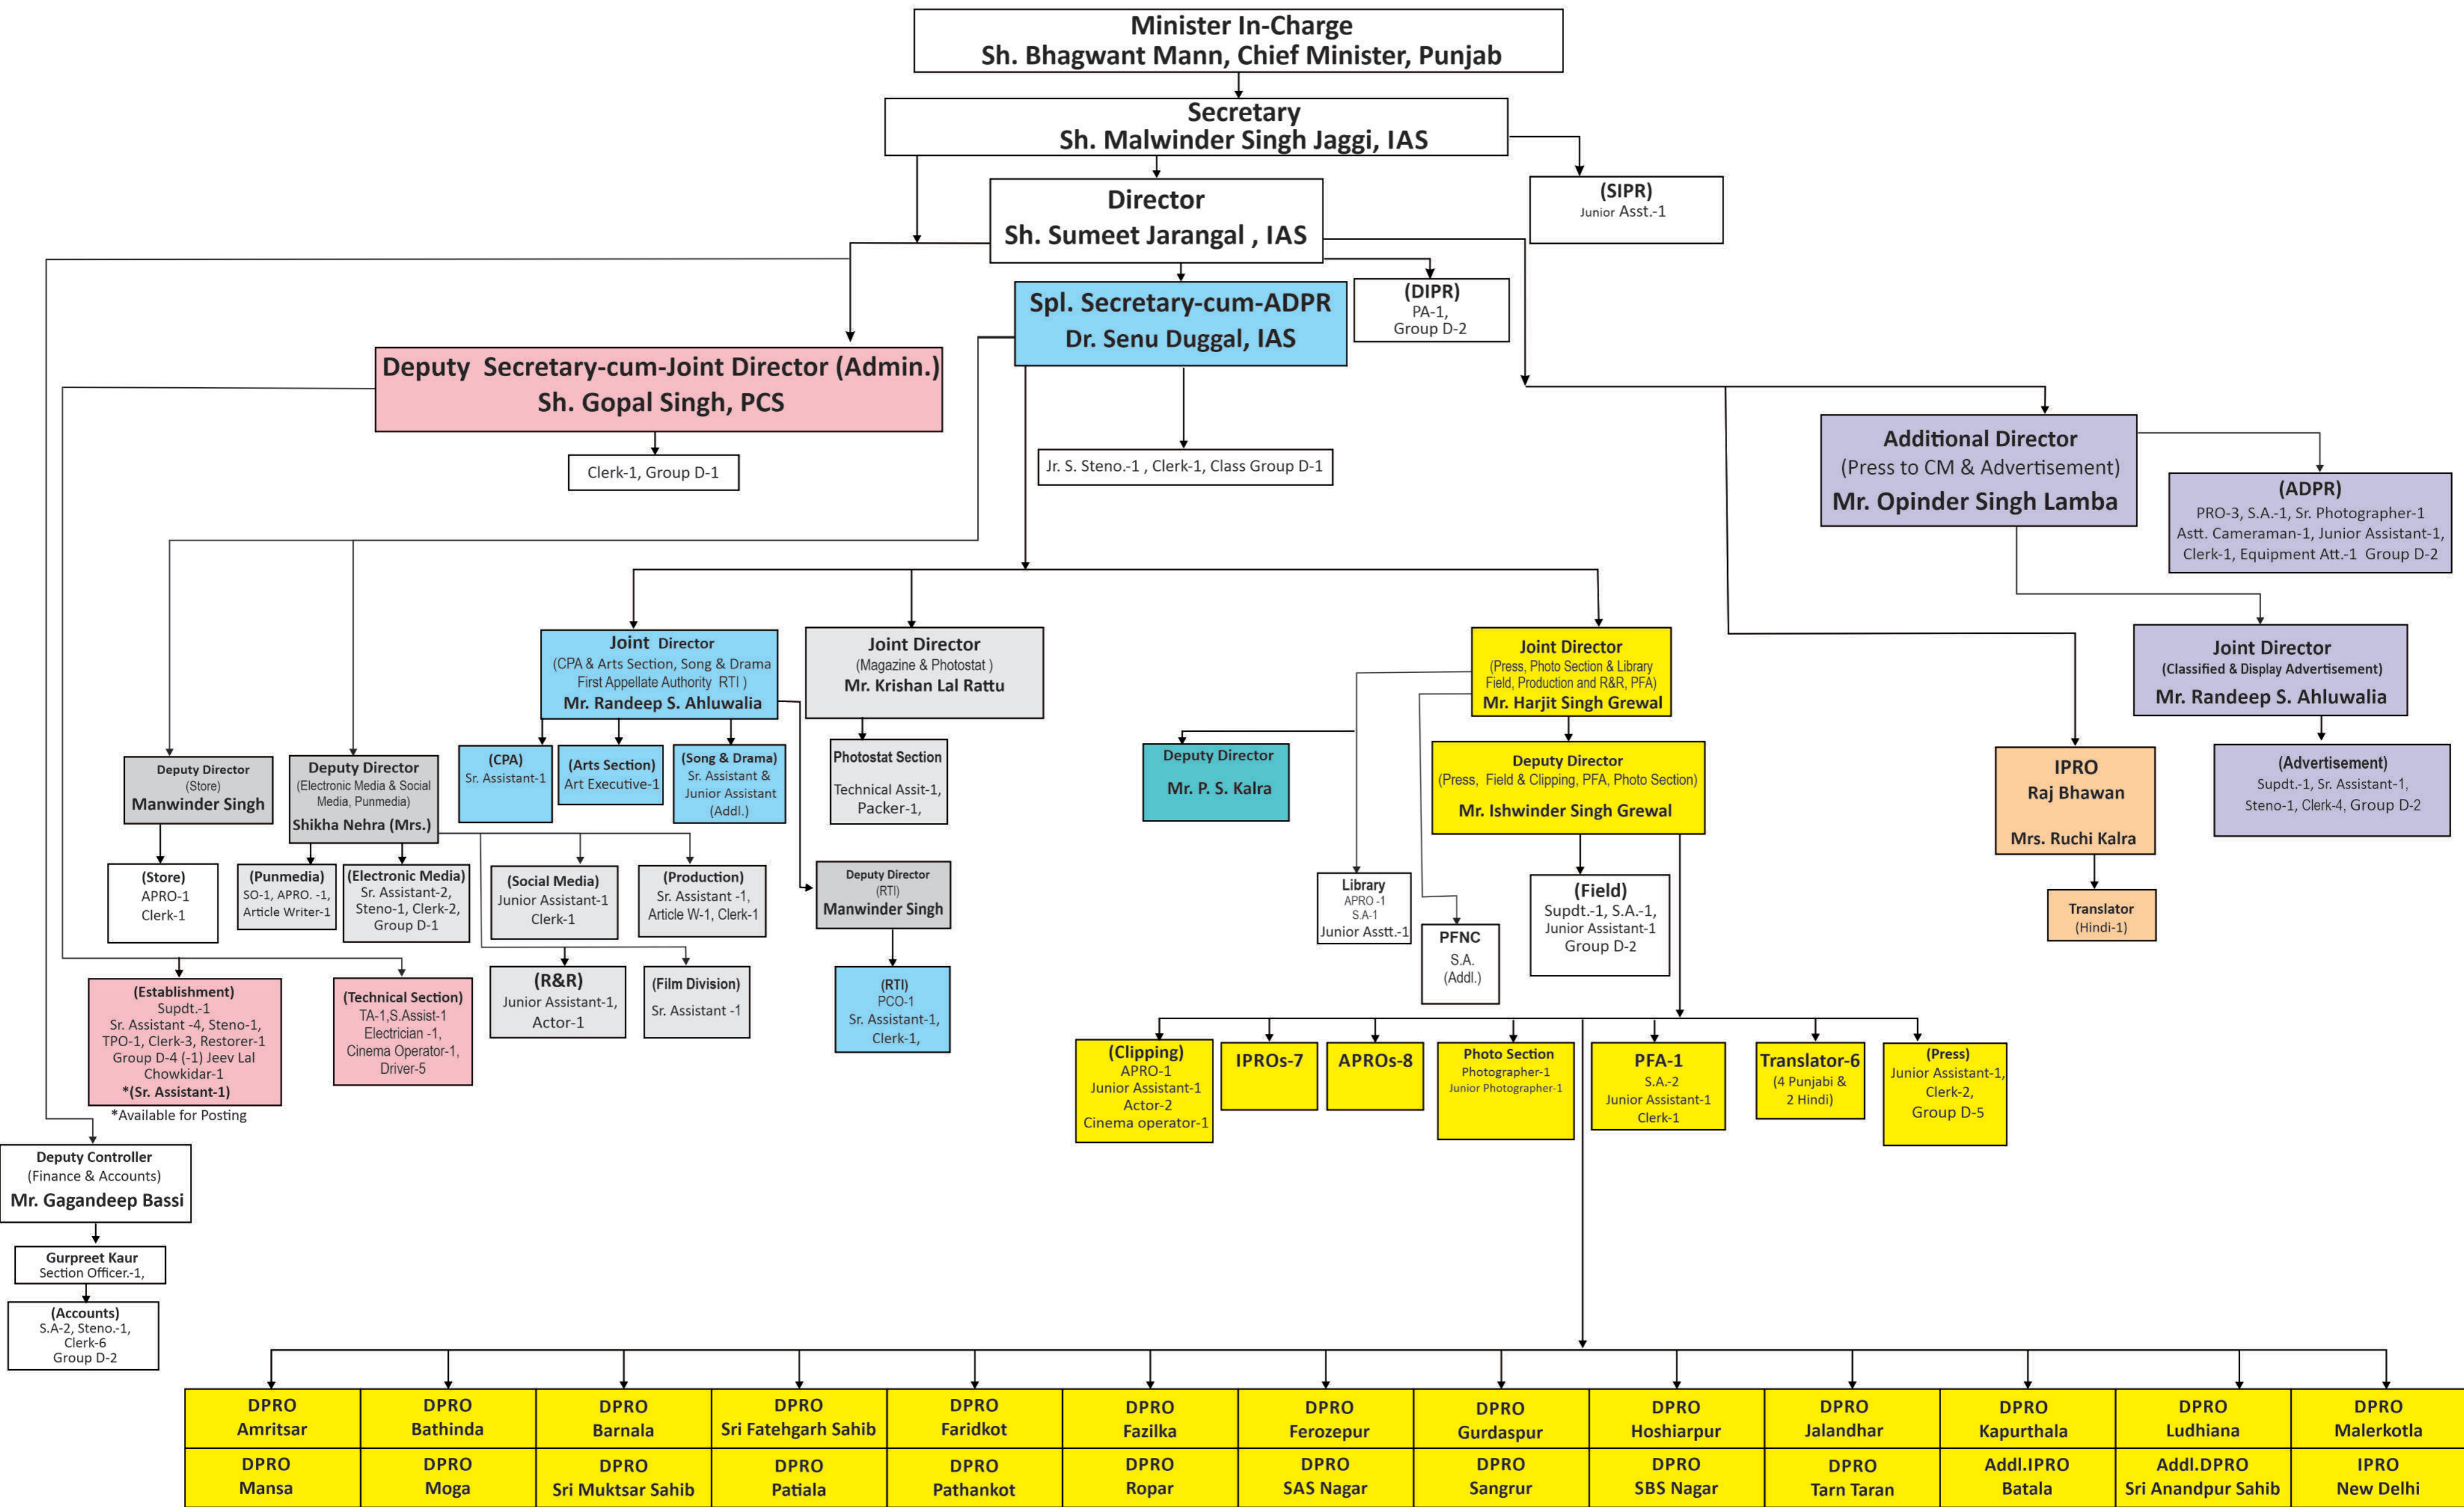 Minister In-Charge
Sh. Bhagwant Mann, Chief Minister, Punjab
Secretary
Sh. Malwinder Singh Jaggi, IAS
(SIPR)
Junior Asst.-1
Director
Sh. Sumeet Jarangal , IAS
(DIPR)
PA-1,
Group D-2
Spl. Secretary-cum-ADPR
Dr. Senu Duggal, IAS
Deputy  Secretary-cum-Joint Director (Admin.)
Sh. Gopal Singh, PCS
Clerk-1, Group D-1
Jr. S. Steno.-1 , Clerk-1, Class Group D-1
Additional Director
(Press to CM & Advertisement)
Mr. Opinder Singh Lamba
(ADPR)
PRO-3, S.A.-1, Sr. Photographer-1
Astt. Cameraman-1, Junior Assistant-1,
Clerk-1, Equipment Att.-1  Group D-2
Joint  Director
(CPA & Arts Section, Song & Drama
First Appellate Authority  RTI )
Mr. Randeep S. Ahluwalia
Joint Director
(Magazine & Photostat )
Mr. Krishan Lal Rattu
Joint Director
(Press, Photo Section & Library
Field, Production and R&R, PFA)
Mr. Harjit Singh Grewal
Joint Director
(Classified & Display Advertisement)
Mr. Randeep S. Ahluwalia
Deputy Director
(Store)
Manwinder Singh
Deputy Director
(Electronic Media & Social
Media, Punmedia)
Shikha Nehra (Mrs.)
(CPA)
Sr. Assistant-1
(Arts Section)
Art Executive-1
(Song & Drama)
Sr. Assistant &
Junior Assistant
(Addl.)
Photostat Section
Technical Assit-1,
Packer-1,
Deputy Director
Mr. P. S. Kalra
Deputy Director
(Press,  Field & Clipping, PFA, Photo Section)
Mr. Ishwinder Singh Grewal
IPRO
Raj Bhawan
Mrs. Ruchi Kalra
(Advertisement)
Supdt.-1, Sr. Assistant-1,
Steno-1, Clerk-4, Group D-2
(Store)
APRO-1
Clerk-1
(Punmedia)
SO-1, APRO. -1,
Article Writer-1
(Electronic Media)
Sr. Assistant-2,
Steno-1, Clerk-2,
Group D-1
(Social Media)
Junior Assistant-1
Clerk-1
(Production)
Sr. Assistant -1,
Article W-1, Clerk-1
Deputy Director
(RTI)
Manwinder Singh
Library
APRO -1
S.A-1
Junior Asstt.-1
PFNC
S.A.
(Addl.)
(Field)
Supdt.-1, S.A.-1,
Junior Assistant-1
Group D-2
Translator
(Hindi-1)
(Establishment)
Supdt.-1
Sr. Assistant -4, Steno-1,
TPO-1, Clerk-3, Restorer-1
Group D-4 (-1) Jeev Lal
Chowkidar-1
*(Sr. Assistant-1)
*Available for Posting
(Technical Section)
TA-1,S.Assist-1
Electrician -1,
Cinema Operator-1,
Driver-5
(R&R)
Junior Assistant-1,
Actor-1
(Film Division)
Sr. Assistant -1
(RTI)
PCO-1
Sr. Assistant-1,
Clerk-1,
(Clipping)
APRO-1
Junior Assistant-1
Actor-2
Cinema operator-1
IPROs-7
APROs-8
Photo Section
Photographer-1
Junior Photographer-1
PFA-1
S.A.-2
Junior Assistant-1
Clerk-1
Translator-6
(4 Punjabi &
2 Hindi)
(Press)
Junior Assistant-1,
Clerk-2,
Group D-5
Deputy Controller
(Finance & Accounts)
Mr. Gagandeep Bassi
Gurpreet Kaur
Section Officer.-1,
(Accounts)
S.A-2, Steno.-1,
Clerk-6
Group D-2
DPRO
Amritsar
DPRO
Bathinda
DPRO
Barnala
DPRO
Sri Fatehgarh Sahib
DPRO
Faridkot
DPRO
Fazilka
DPRO
Ferozepur
DPRO
Gurdaspur
DPRO
Hoshiarpur
DPRO
Jalandhar
DPRO
Kapurthala
DPRO
Ludhiana
DPRO
Malerkotla
DPRO
Mansa
DPRO
Moga
DPRO
Sri Muktsar Sahib
DPRO
Patiala
DPRO
Pathankot
DPRO
Ropar
DPRO
SAS Nagar
DPRO
Sangrur
DPRO
SBS Nagar
DPRO
Tarn Taran
Addl.IPRO
Batala
Addl.DPRO
Sri Anandpur Sahib
IPRO
New Delhi